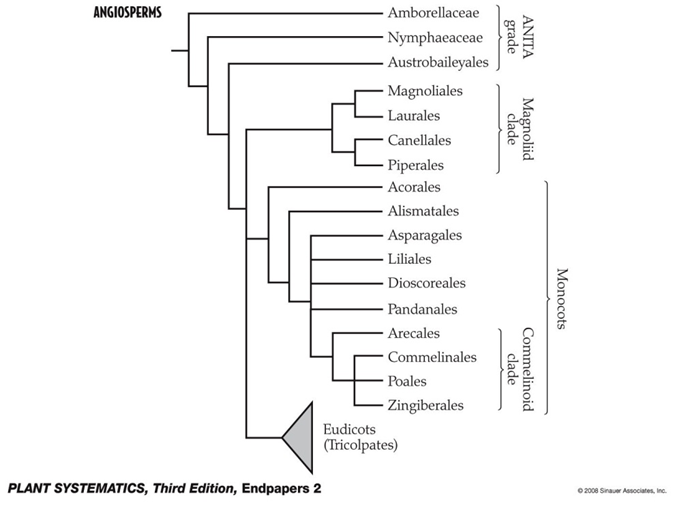 ANGIOSPERMS
Amborellaceae
Nymphaeaceae
Austrobaileyales
ANITA
grade
Magnoliales
Laurales
Canellales
Piperales
Magnoliid
clade
Acorales
Alismatales
Asparagales
Liliales
Dioscoreales
Pandanales
Arecales
Commelinales
Poales
Zingiberales
Commelinoid
clade
Monocots
Eudicots
(Tricolpates)
PLANT SYSTEMATICS, Third Edition, Endpapers 2
© 2008 Sinauer Associates, Inc.